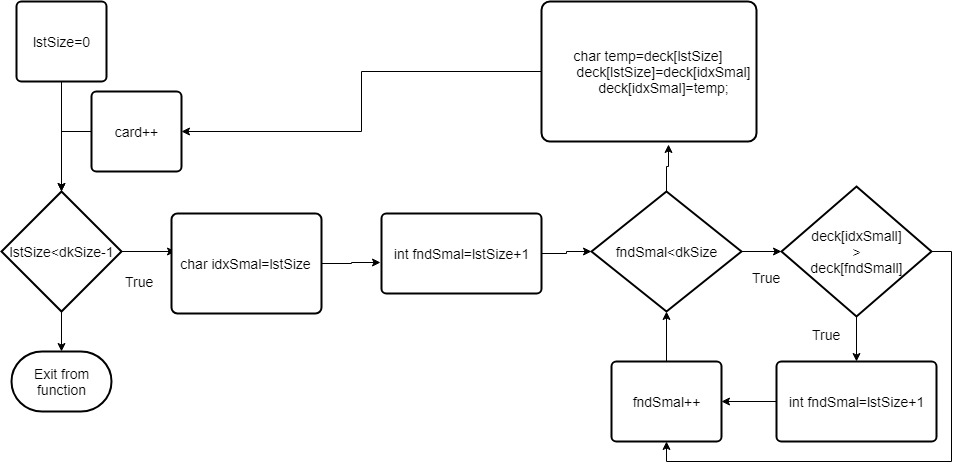 lstSize=0
card++
char temp=deck[lstSize]
deck[lstSize]=deck[idxSmal]
deck[idxSmal]=temp;
lstSize<dkSize-1
True
char idxSmal=lstSize
int fndSmal=lstSize+1
fndSmal<dkSize
True
deck[idxSmall]
>
deck[fndSmall]
True
Exit from
function
fndSmal++
int fndSmal=lstSize+1